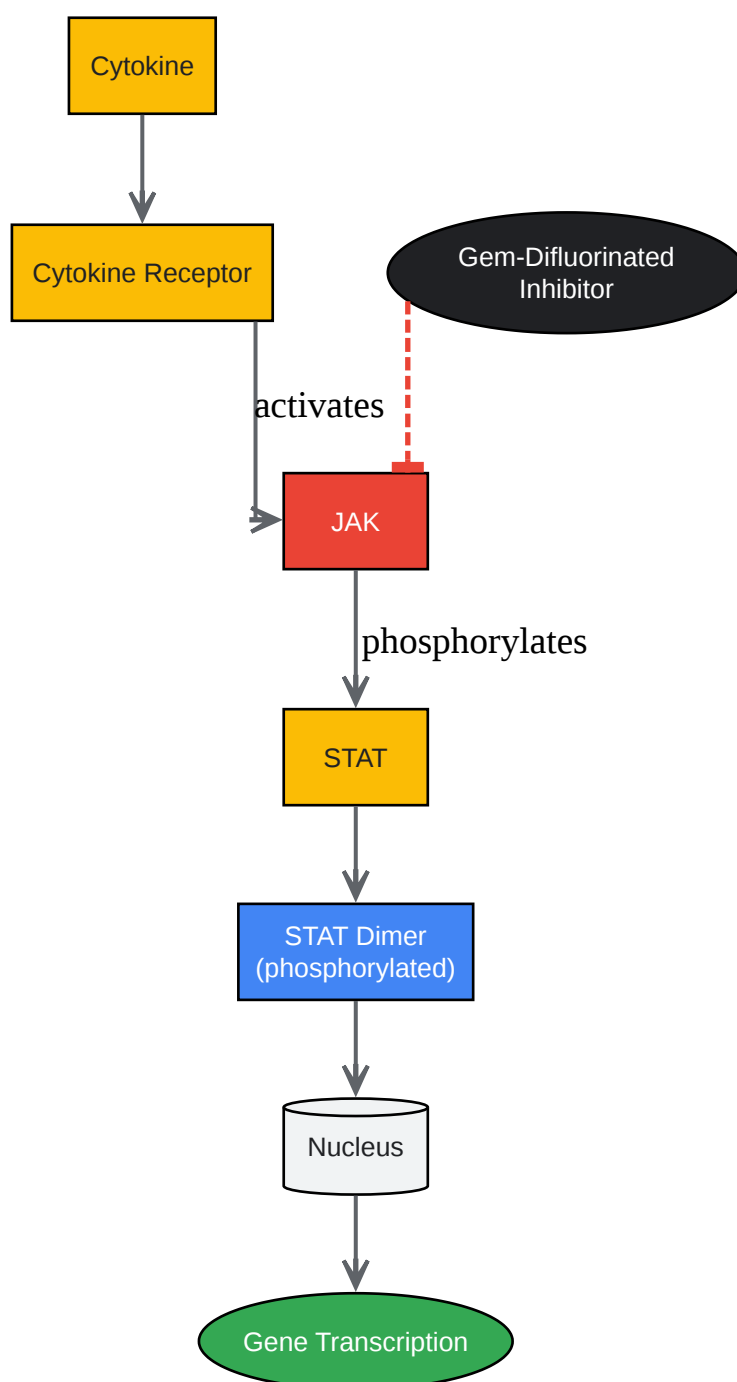 Cytokine
Cytokine Receptor
Gem-Difluorinated
Inhibitor
activates
JAK
phosphorylates
STAT
STAT Dimer
(phosphorylated)
Nucleus
Gene Transcription